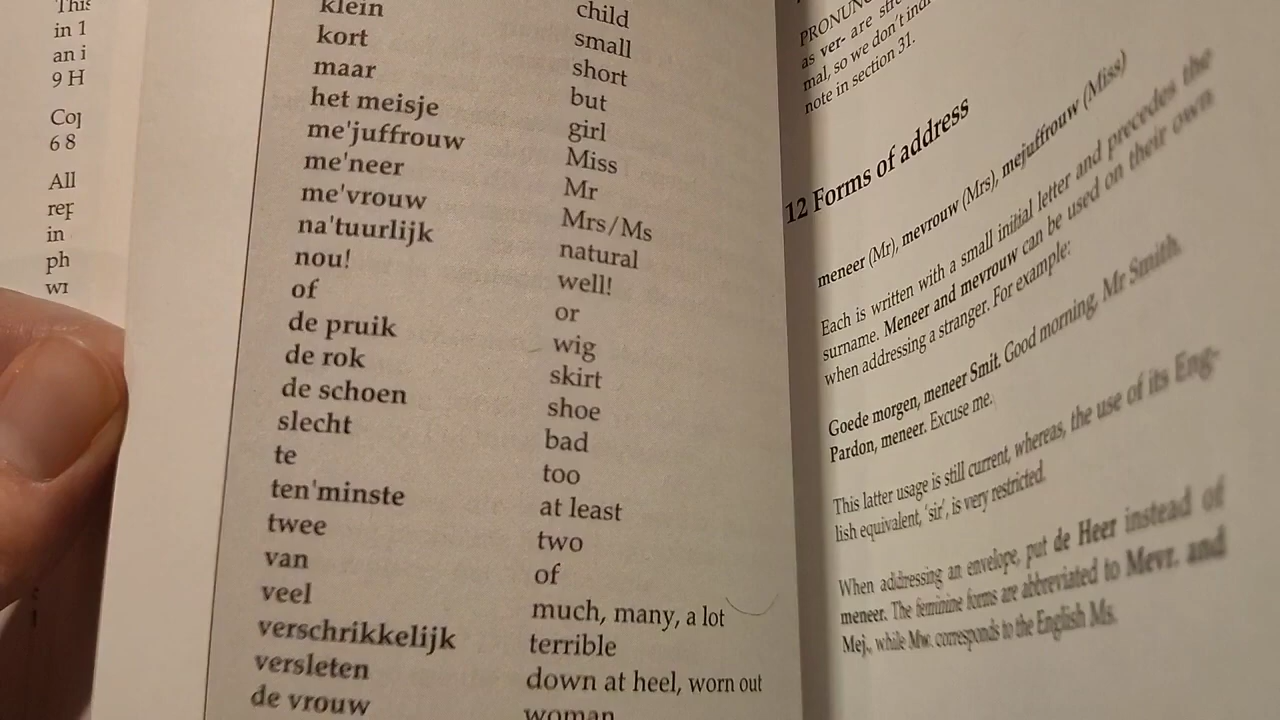 This
in 1
an i
9 H
6 8
All
in
ph
child
klein small
kort short
maar but
het meisje girl
me'juffrouw Miss
me'neer Mr
me'vrouw Mrs/Ms
na'tuurlijk natural
nou! well!
of or
de pruik wig
de rok skirt
de schoen shoe
slecht bad
te too
ten'minste at least
twee two
van of
veel much, many, a lot
verschrikkelijk terrible
versleten down at heel, worn out
de vrouw woman
as ver- are
mal, so we don't
note in section 31.
12 Forms of address
meneer (Mr), mevrouw (Mrs), mejuffrouw (Miss)
Each is written with a small initial letter and precedes the
surname. Meneer and mevrouw can be used on their own
when addressing a stranger. For example:
Goede morgen, meneer Smit. Good morning, Mr Smith.
Pardon, meneer. Excuse me.
This latter usage is still current, whereas, the use of its Eng-
lish equivalent, 'sir', is very restricted.
When addressing an envelope, put de Heer instead of
meneer. The feminine forms are abbreviated to Mevr. and
Mej., while Mw. corresponds to the English Ms.